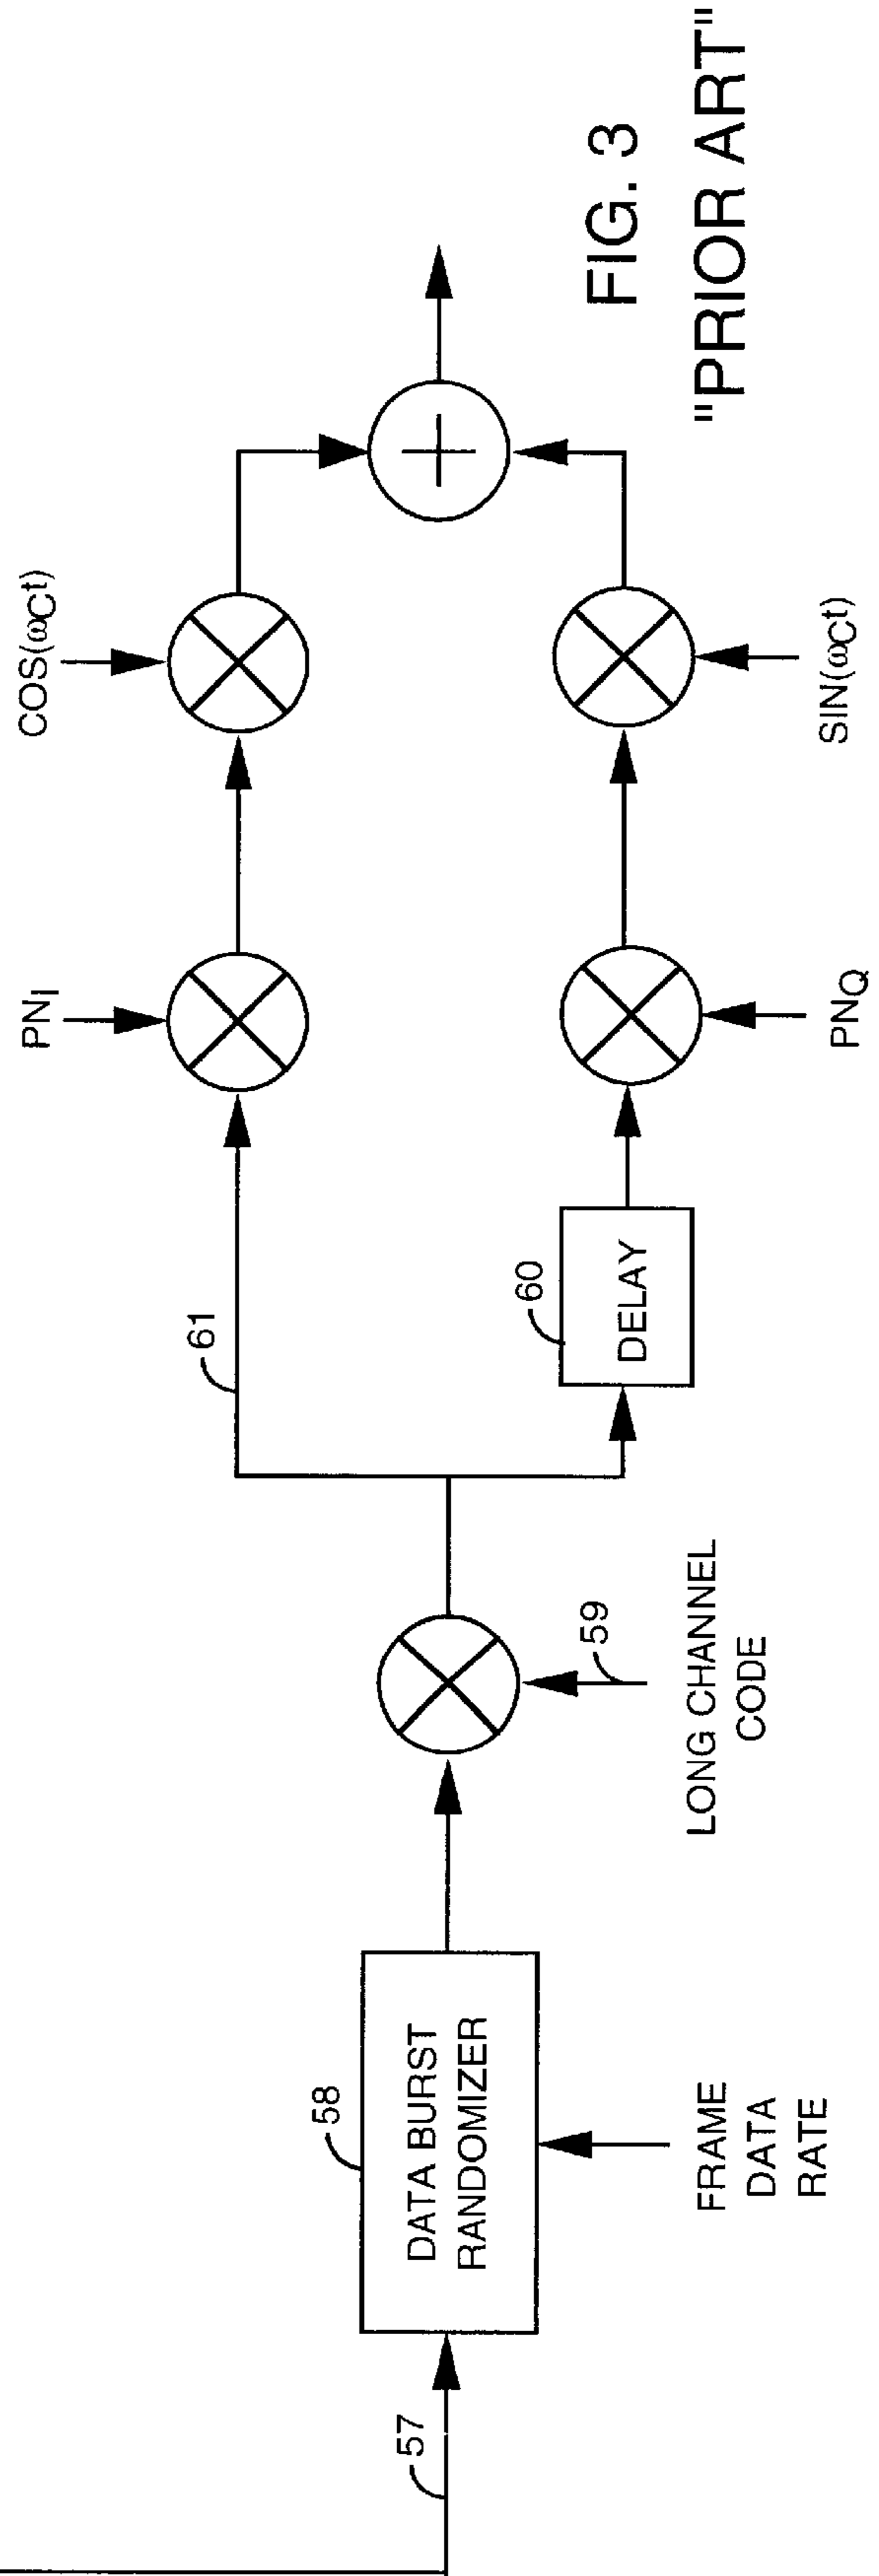 57
58
DATA BURST
RANDOMIZER
FRAME
DATA
RATE
59
LONG CHANNEL
CODE
61
60
DELAY
PNI
PNQ
COS(ωCt)
SIN(ωCt)
FIG. 3
"PRIOR ART"